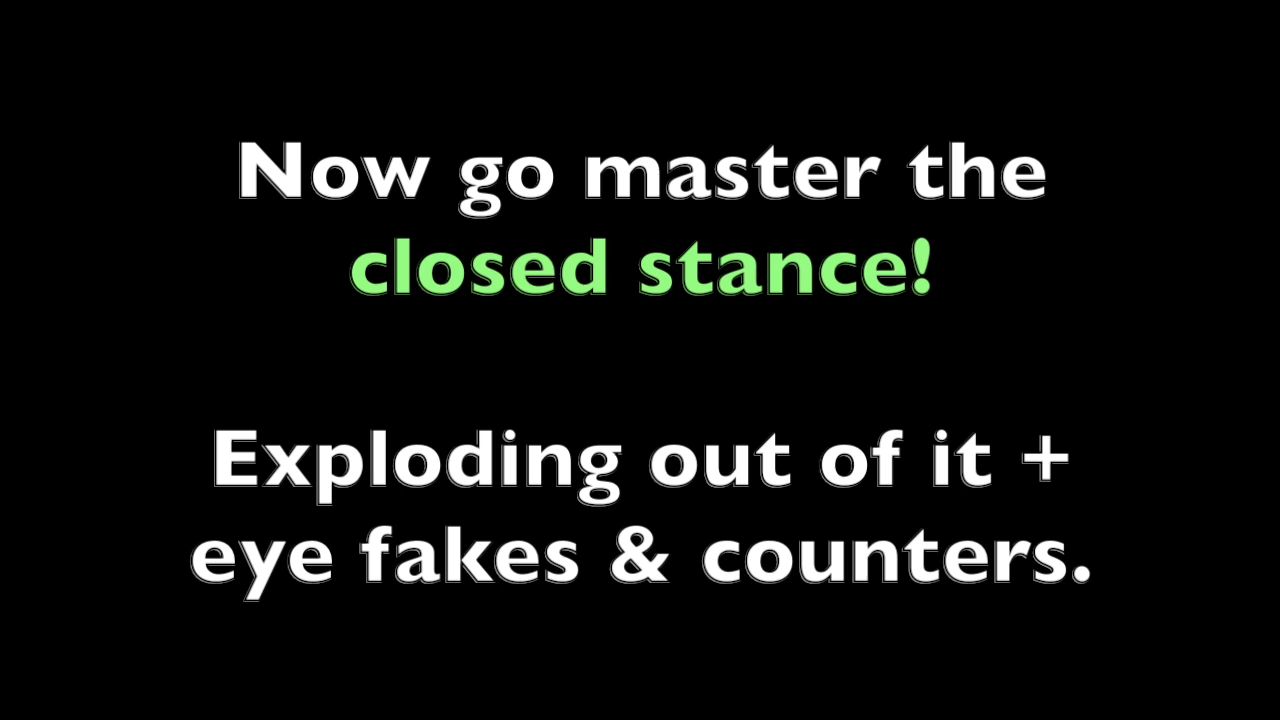 Now go master the
closed stance!
Exploding out of it +
eye fakes & counters.